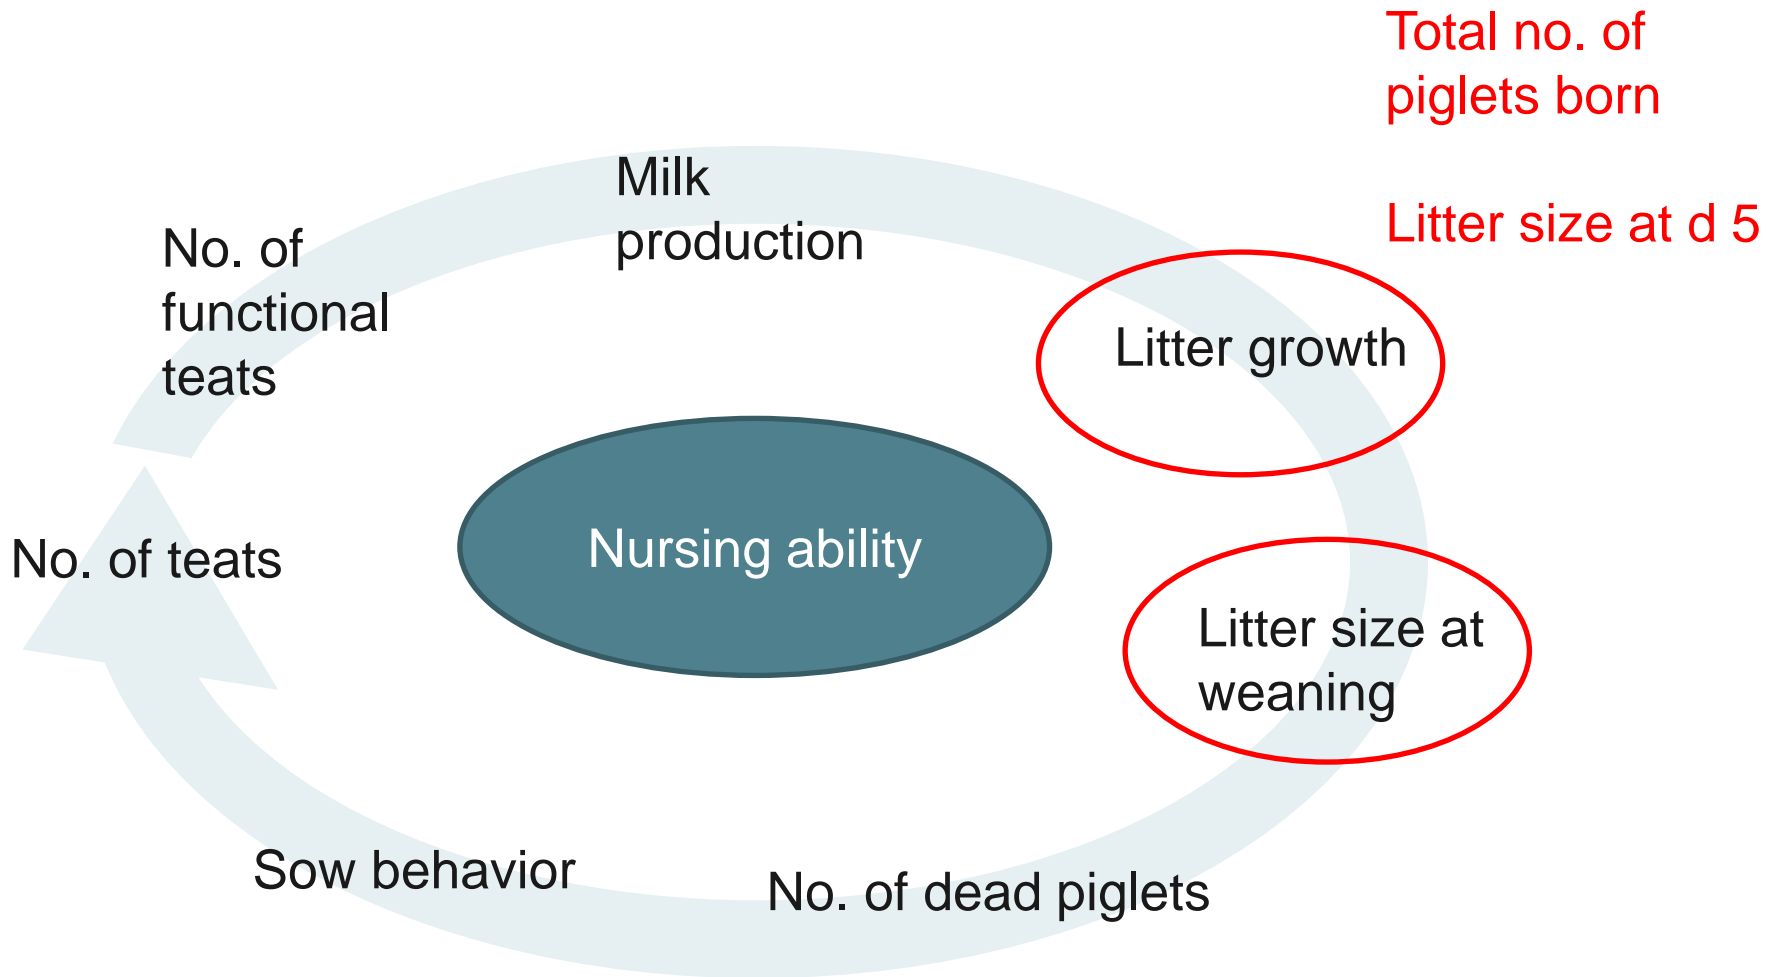 Total no. of
piglets born
Litter size at d 5
Milk
production
No. of
functional
teats
Litter growth
Nursing ability
No. of teats
Litter size at
weaning
Sow behavior
No. of dead piglets